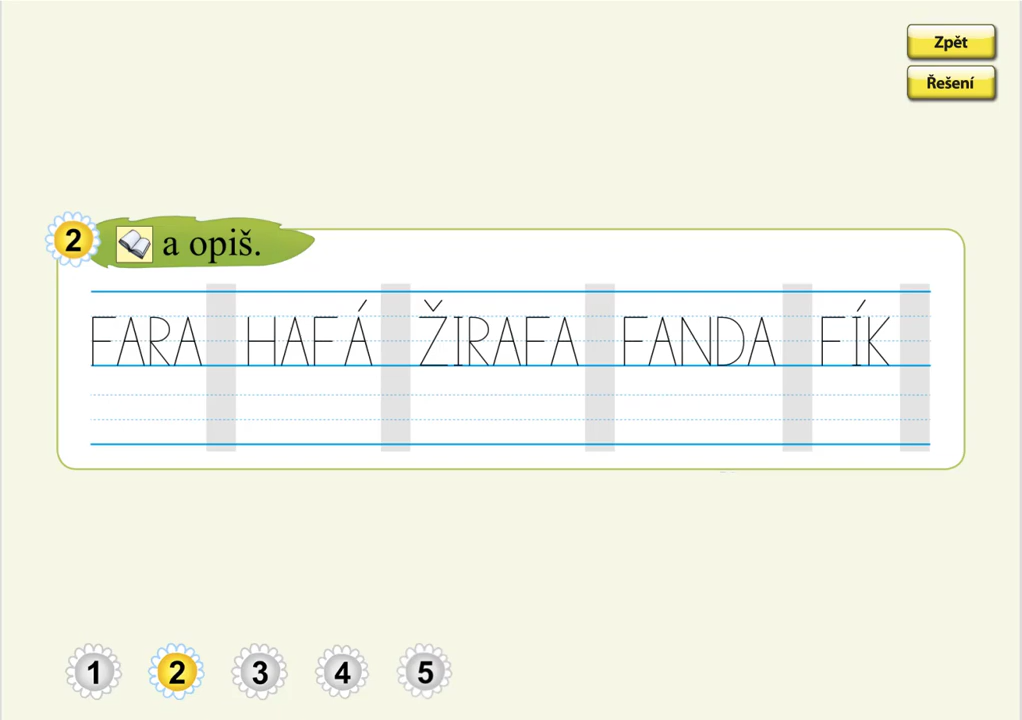 Zpět
Řešení
2 a opiš.
FARA HAFÁ ŽIRAFA FANDA FÍK
1 2 3 4 5